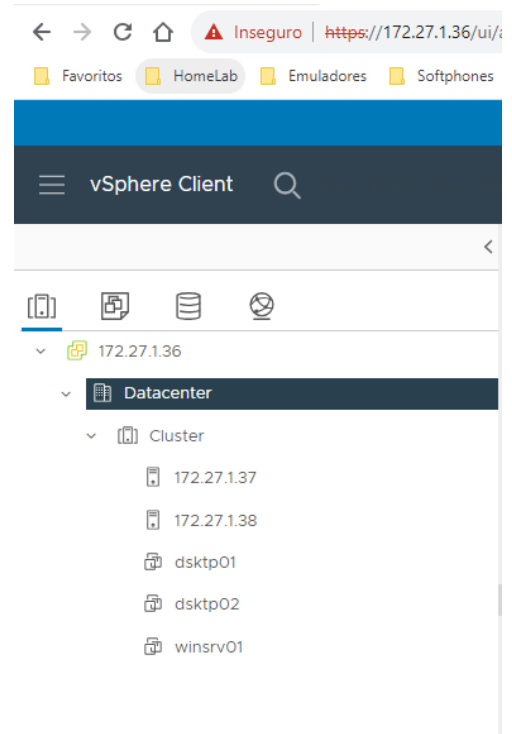 Inseguro | https://172.27.1.36/ui/
Favoritos HomeLab Emuladores Softphones
vSphere Client
172.27.1.36
Datacenter
Cluster
172.27.1.37
172.27.1.38
dsktp01
dsktp02
winsrv01